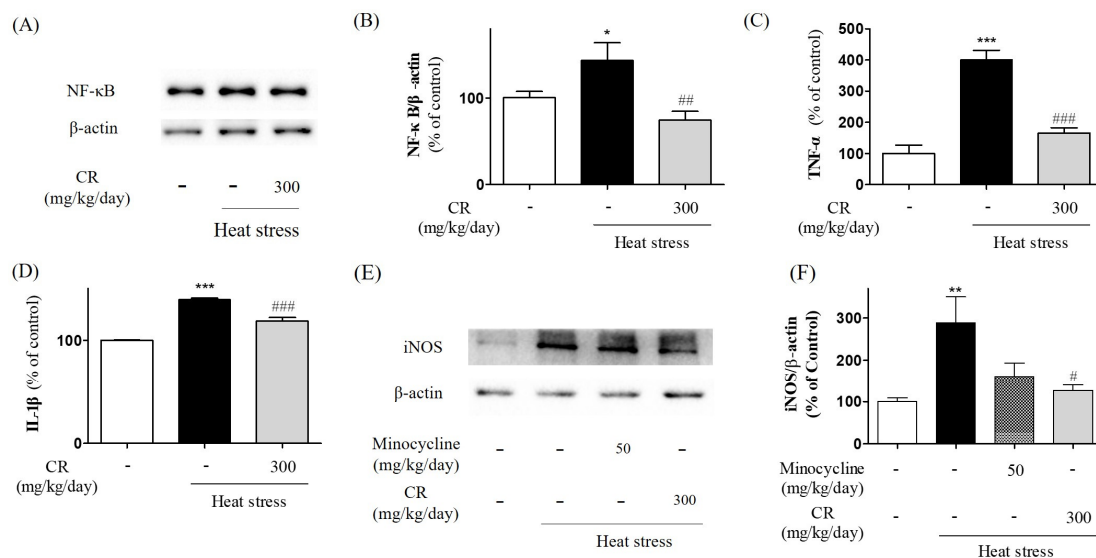 (A)
NF-κB
β-actin
CR
(mg/kg/day)
- - 300
Heat stress
(B)
NF-κ B/β -actin
(% of control)
100
0
*
##
CR
(mg/kg/day)
- - 300
Heat stress
(C)
TNF-α (% of control)
500
400
300
200
100
0
***
###
CR
(mg/kg/day)
- - 300
Heat stress
(D)
IL-1β (% of control)
100
0
***
###
CR
(mg/kg/day)
- - 300
Heat stress
(E)
iNOS
β-actin
Minocycline
(mg/kg/day)
- - 50 -
CR
(mg/kg/day)
- - - 300
Heat stress
(F)
iNOS/β-actin
(% of Control)
300
200
100
0
**
#
Minocycline
(mg/kg/day)
- - 50 -
CR
(mg/kg/day)
- - - 300
Heat stress